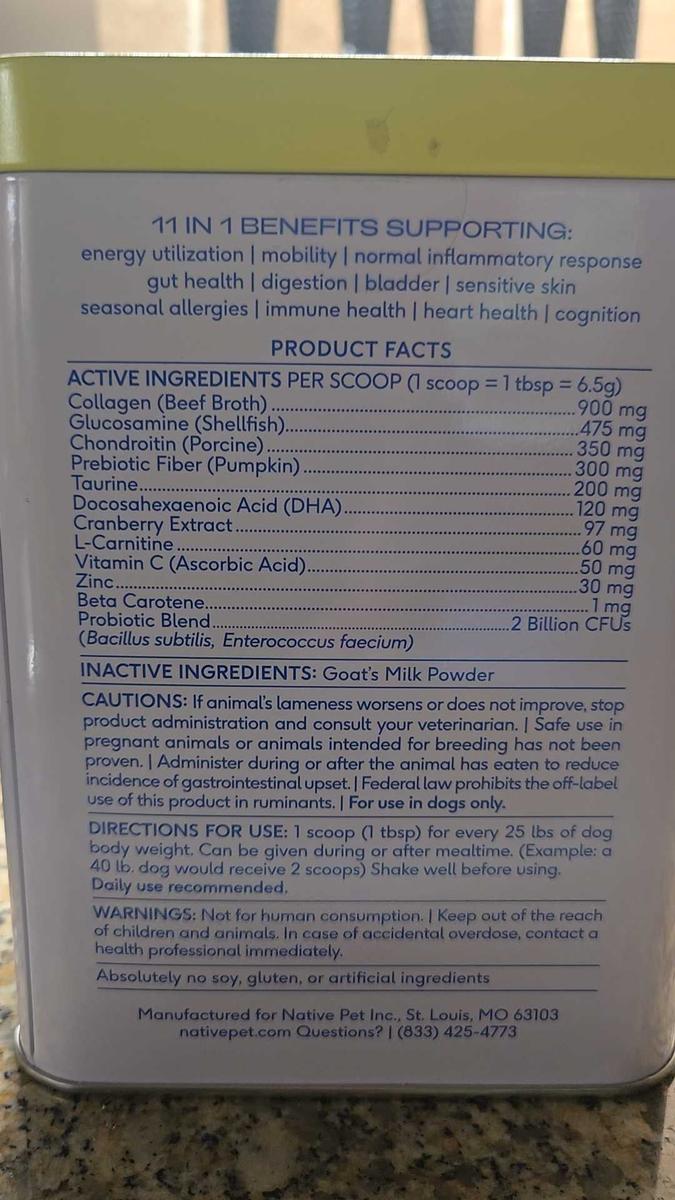 11 IN 1 BENEFITS SUPPORTING:
energy utilization | mobility | normal inflammatory response
gut health | digestion | bladder | sensitive skin
seasonal allergies | immune health | heart health | cognition
PRODUCT FACTS
ACTIVE INGREDIENTS PER SCOOP (1 scoop = 1 tbsp = 6.5g)
Collagen (Beef Broth) 900 mg
Glucosamine (Shellfish) 475 mg
Chondroitin (Porcine) 350 mg
Prebiotic Fiber (Pumpkin) 300 mg
Taurine 200 mg
Docosahexaenoic Acid (DHA) 120 mg
Cranberry Extract 97 mg
L-Carnitine 60 mg
Vitamin C (Ascorbic Acid) 50 mg
Zinc 30 mg
Beta Carotene 1 mg
Probiotic Blend 2 Billion CFUs
(Bacillus subtilis, Enterococcus faecium)
INACTIVE INGREDIENTS: Goat's Milk Powder
CAUTIONS: If animal's lameness worsens or does not improve, stop
product administration and consult your veterinarian. | Safe use in
pregnant animals or animals intended for breeding has not been
proven. | Administer during or after the animal has eaten to reduce
incidence of gastrointestinal upset. | Federal law prohibits the off-label
use of this product in ruminants. | For use in dogs only.
DIRECTIONS FOR USE: 1 scoop (1 tbsp) for every 25 lbs of dog
body weight. Can be given during or after mealtime. (Example: a
40 lb. dog would receive 2 scoops) Shake well before using.
Daily use recommended.
WARNINGS: Not for human consumption. | Keep out of the reach
of children and animals. In case of accidental overdose, contact a
health professional immediately.
Absolutely no soy, gluten, or artificial ingredients
Manufactured for Native Pet Inc., St. Louis, MO 63103
nativepet.com Questions? | (833) 425-4773